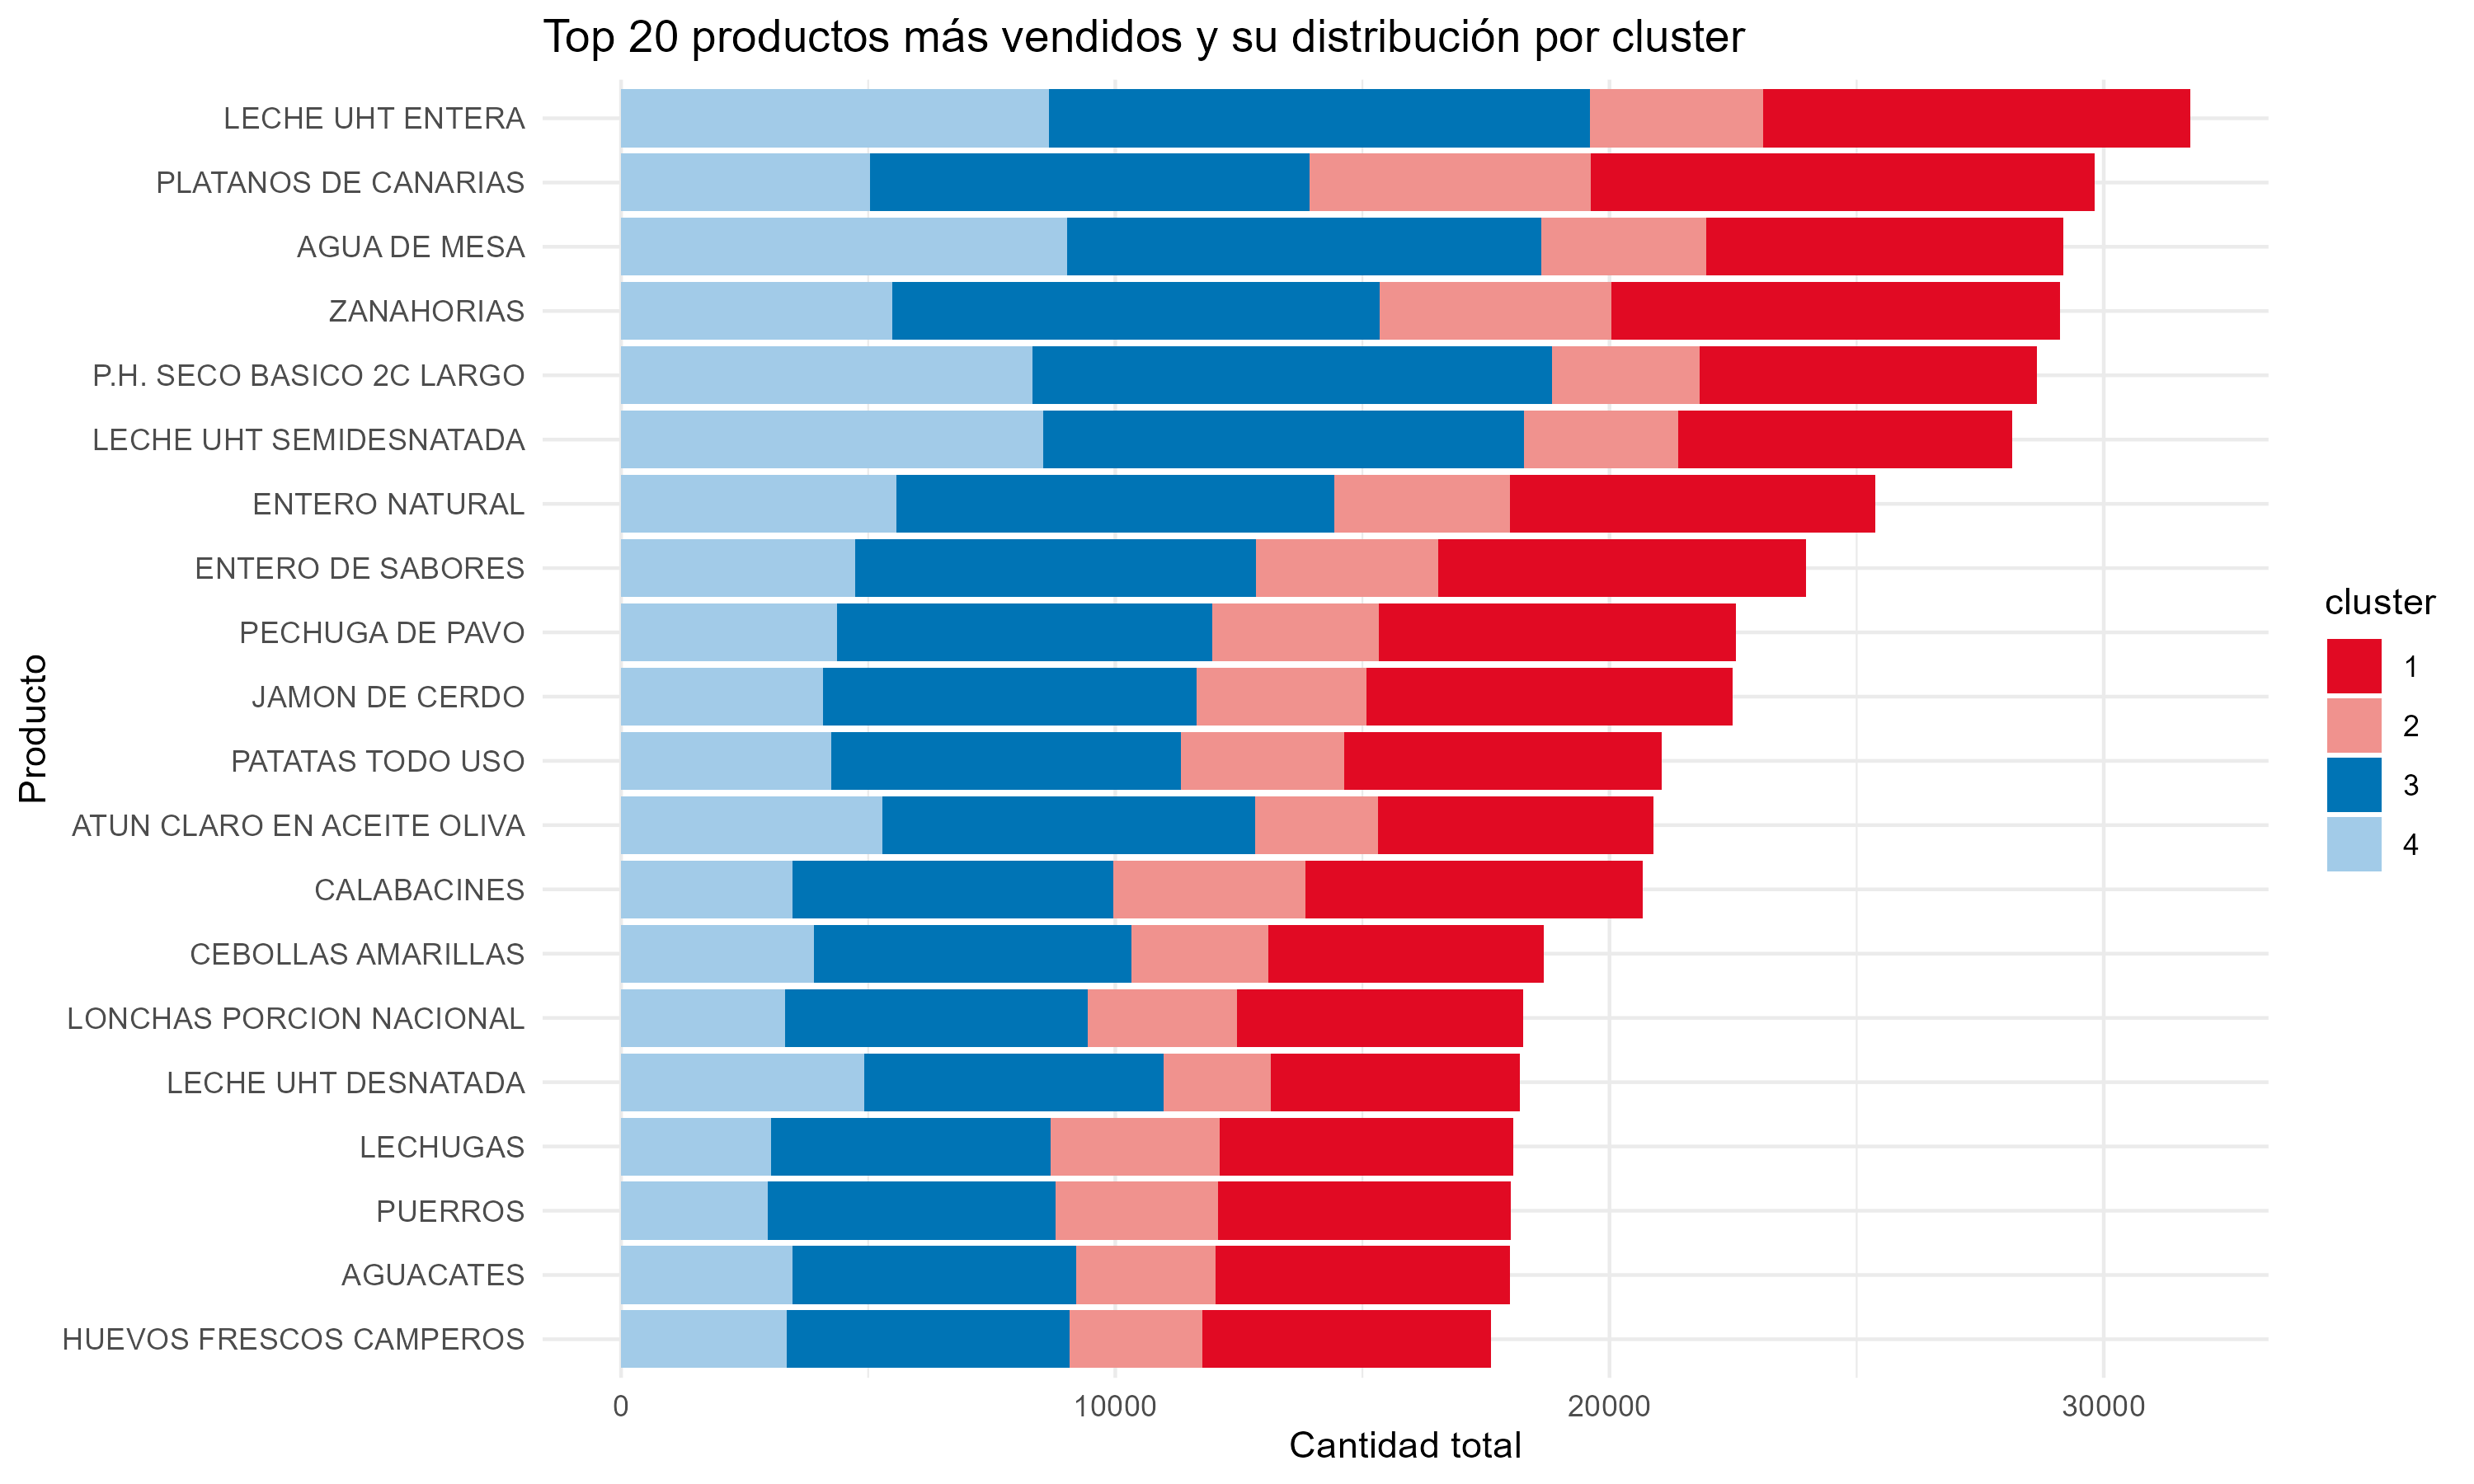 Top 20 productos más vendidos y su distribución por cluster
Producto
LECHE UHT ENTERA
PLATANOS DE CANARIAS
AGUA DE MESA
ZANAHORIAS
P.H. SECO BASICO 2C LARGO
LECHE UHT SEMIDESNATADA
ENTERO NATURAL
ENTERO DE SABORES
PECHUGA DE PAVO
JAMON DE CERDO
PATATAS TODO USO
ATUN CLARO EN ACEITE OLIVA
CALABACINES
CEBOLLAS AMARILLAS
LONCHAS PORCION NACIONAL
LECHE UHT DESNATADA
LECHUGAS
PUERROS
AGUACATES
HUEVOS FRESCOS CAMPEROS
0 10000 20000 30000
Cantidad total
cluster
1
2
3
4